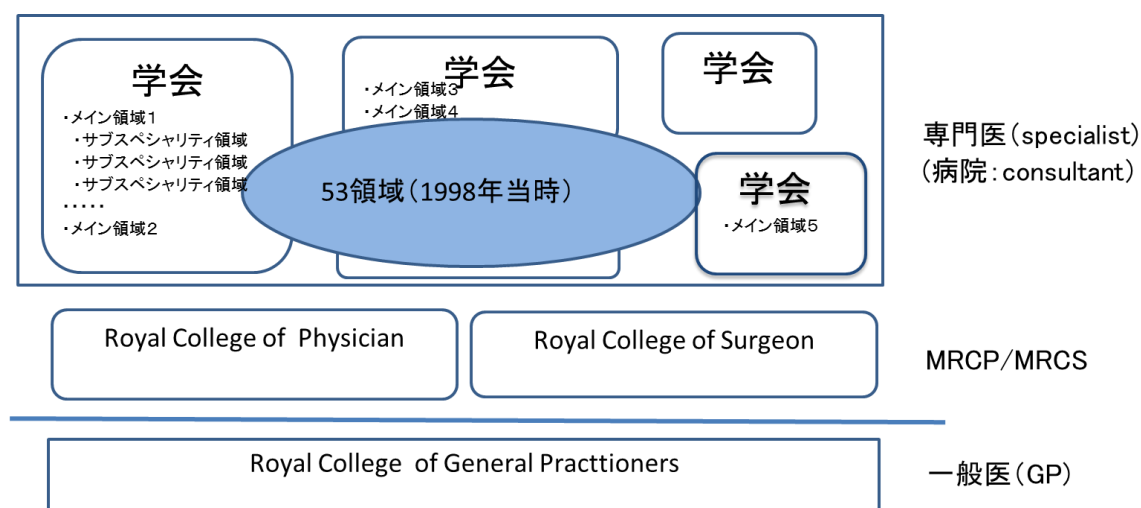 学会
・メイン領域１
・サブスペシャリティ領域
・サブスペシャリティ領域
・サブスペシャリティ領域
・・・・・
・メイン領域２
学会
・メイン領域３
・メイン領域４
学会
学会
・メイン領域５
53領域（1998年当時）
専門医（specialist）
（病院：consultant）
Royal College of Physician
Royal College of Surgeon
MRCP/MRCS
Royal College of General Practtioners
一般医（GP）